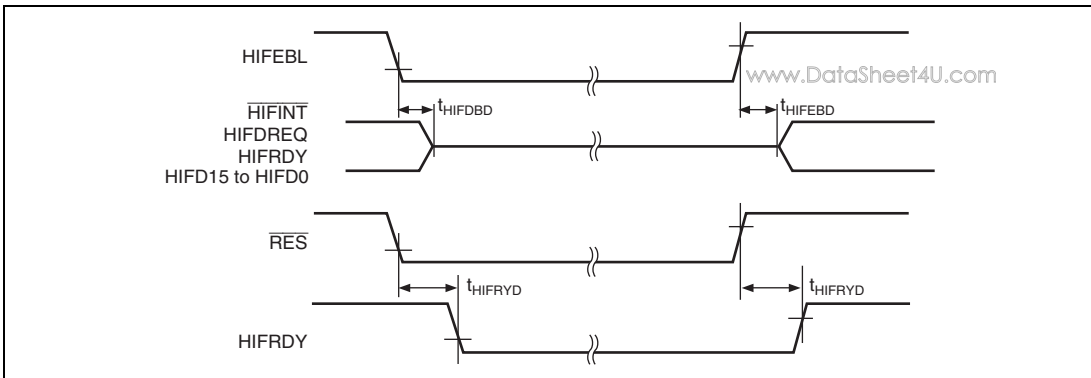 HIFEBL
www.DataSheet4U.com
tHIFDBD
tHIFEBD
HIFINT
HIFDREQ
HIFRDY
HIFD15 to HIFD0
RES
tHIFRYD
tHIFRYD
HIFRDY